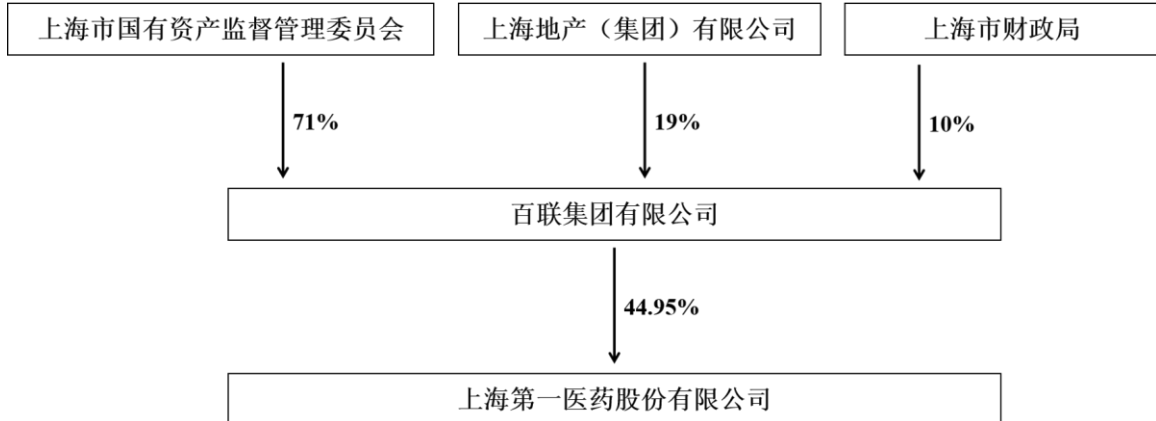 上海市国有资产监督管理委员会
上海地产（集团）有限公司
上海市财政局
71%
19%
10%
百联集团有限公司
44.95%
上海第一医药股份有限公司